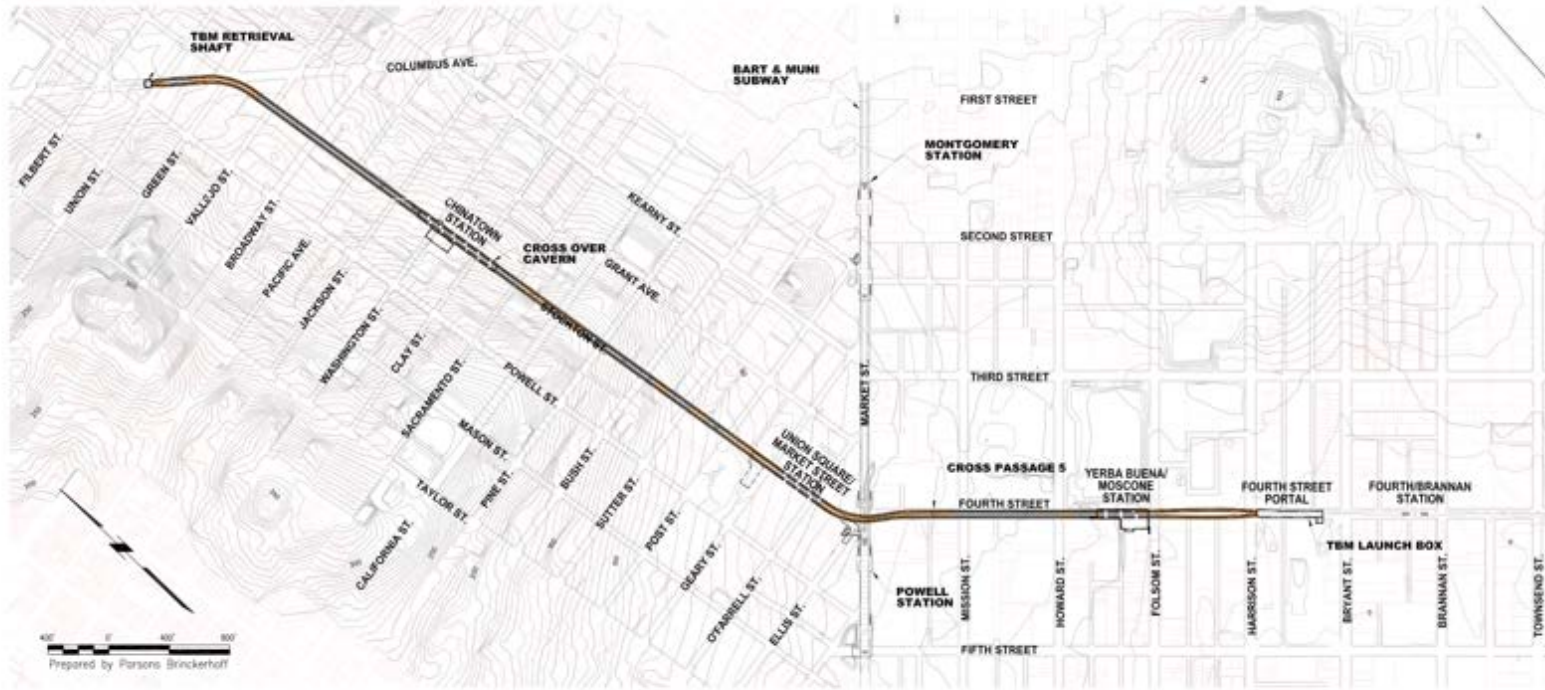 TBM RETRIEVAL
SHAFT
COLUMBUS AVE.
BART & MUNI
SUBWAY
FIRST STREET
MONTGOMERY
STATION
FILBERT ST.
UNION ST.
GREEN ST.
VALLEJO ST.
BROADWAY ST.
PACIFIC AVE.
JACKSON ST.
WASHINGTON ST.
CLAY ST.
SACRAMENTO ST.
CALIFORNIA ST.
CHINATOWN
STATION
CROSS OVER
CAVERN
KEARNY ST.
GRANT AVE.
STOCKTON ST.
POWELL ST.
MASON ST.
TAYLOR ST.
PINE ST.
BUSH ST.
SUTTER ST.
POST ST.
GEARY ST.
O'FARRELL ST.
ELLIS ST.
UNION SQUARE/
MARKET STREET
STATION
MARKET ST.
SECOND STREET
THIRD STREET
CROSS PASSAGE 5
FOURTH STREET
YERBA BUENA/
MOSCONE
STATION
FOURTH STREET
PORTAL
FOURTH/BRANNAN
STATION
TBM LAUNCH BOX
POWELL
STATION
MISSION ST.
HOWARD ST.
FOLSOM ST.
HARRISON ST.
BRYANT ST.
BRANNAN ST.
TOWNSEND ST.
FIFTH STREET
400' 0' 400' 800'
Prepared by Parsons Brinckerhoff